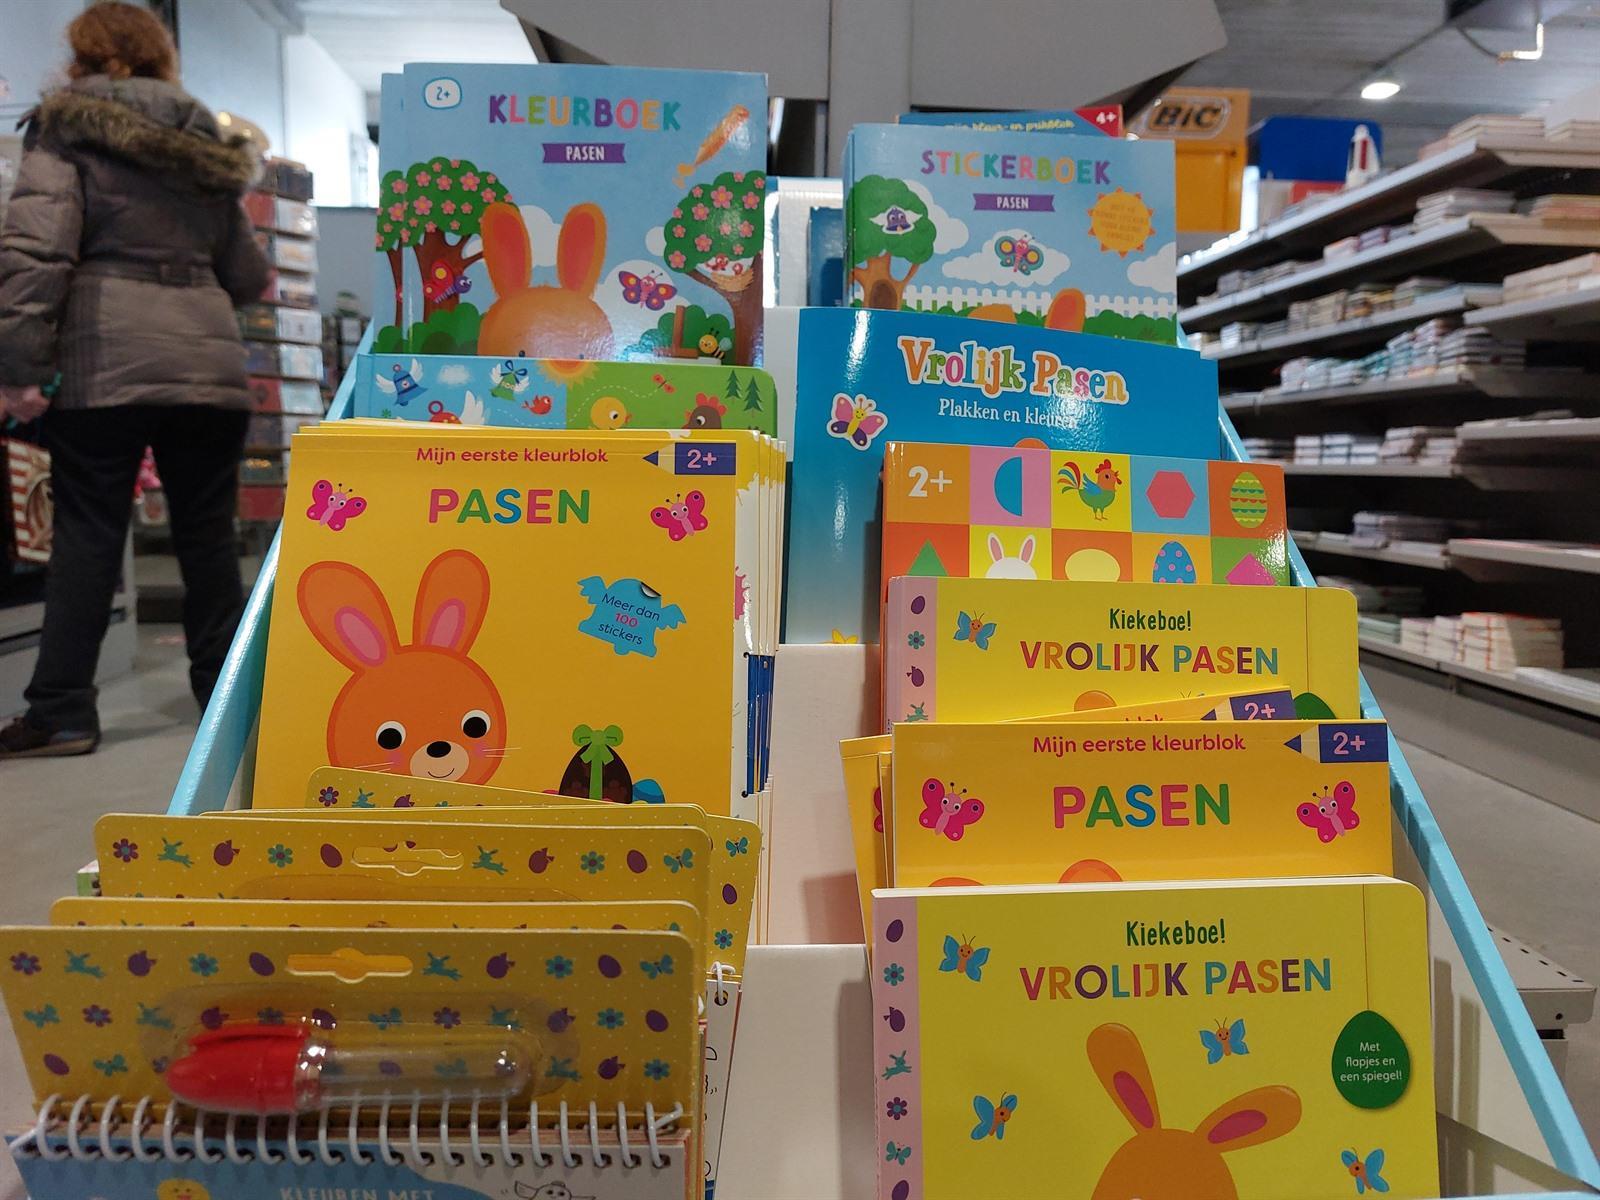 2+
KLEURBOEK
PASEN
4+
BIC
STICKERBOEK
PASEN
Vrolijk Pasen
Plakken en kleuren
Mijn eerste kleurblok
2+
PASEN
Meer dan
100
stickers
2+
Kiekeboe!
VROLIJK PASEN
2+
Mijn eerste kleurblok
2+
PASEN
Kiekeboe!
VROLIJK PASEN
Met
flapjes en
een spiegel!
KLEUREN MET